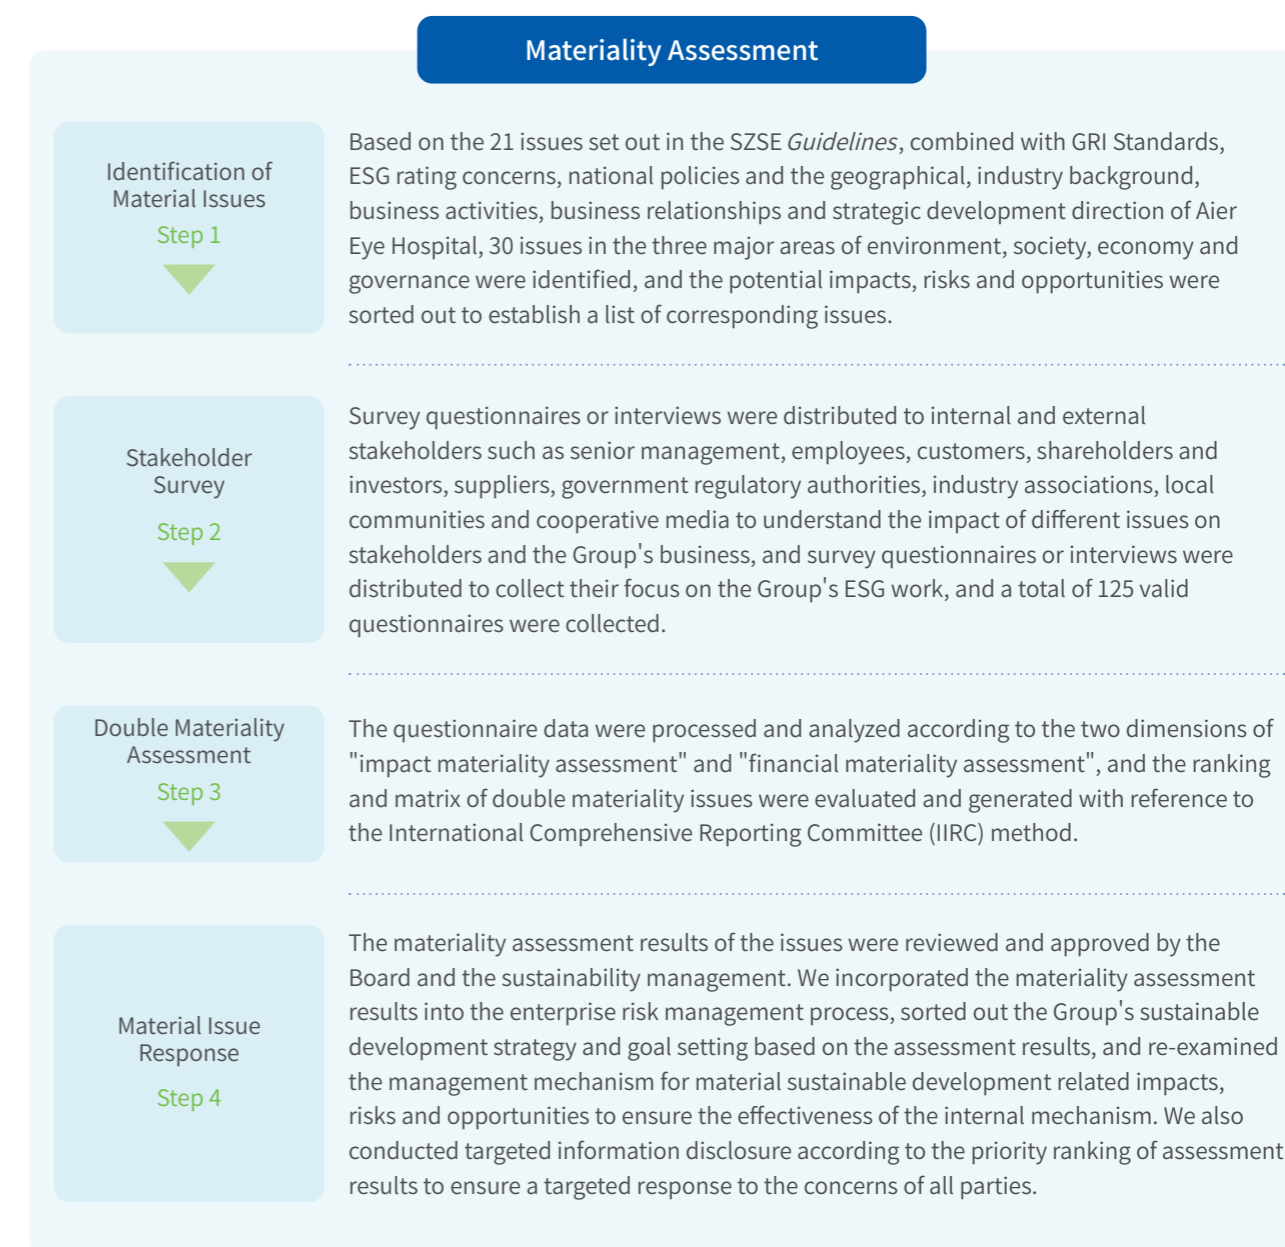 Materiality Assessment
Identification of
Material Issues
Step 1
Based on the 21 issues set out in the SZSE Guidelines, combined with GRI Standards,
ESG rating concerns, national policies and the geographical, industry background,
business activities, business relationships and strategic development direction of Aier
Eye Hospital, 30 issues in the three major areas of environment, society, economy and
governance were identified, and the potential impacts, risks and opportunities were
sorted out to establish a list of corresponding issues.
Stakeholder
Survey
Step 2
Survey questionnaires or interviews were distributed to internal and external
stakeholders such as senior management, employees, customers, shareholders and
investors, suppliers, government regulatory authorities, industry associations, local
communities and cooperative media to understand the impact of different issues on
stakeholders and the Group's business, and survey questionnaires or interviews were
distributed to collect their focus on the Group's ESG work, and a total of 125 valid
questionnaires were collected.
Double Materiality
Assessment
Step 3
The questionnaire data were processed and analyzed according to the two dimensions of
"impact materiality assessment" and "financial materiality assessment", and the ranking
and matrix of double materiality issues were evaluated and generated with reference to
the International Comprehensive Reporting Committee (IIRC) method.
Material Issue
Response
Step 4
The materiality assessment results of the issues were reviewed and approved by the
Board and the sustainability management. We incorporated the materiality assessment
results into the enterprise risk management process, sorted out the Group's sustainable
development strategy and goal setting based on the assessment results, and re-examined
the management mechanism for material sustainable development related impacts,
risks and opportunities to ensure the effectiveness of the internal mechanism. We also
conducted targeted information disclosure according to the priority ranking of assessment
results to ensure a targeted response to the concerns of all parties.